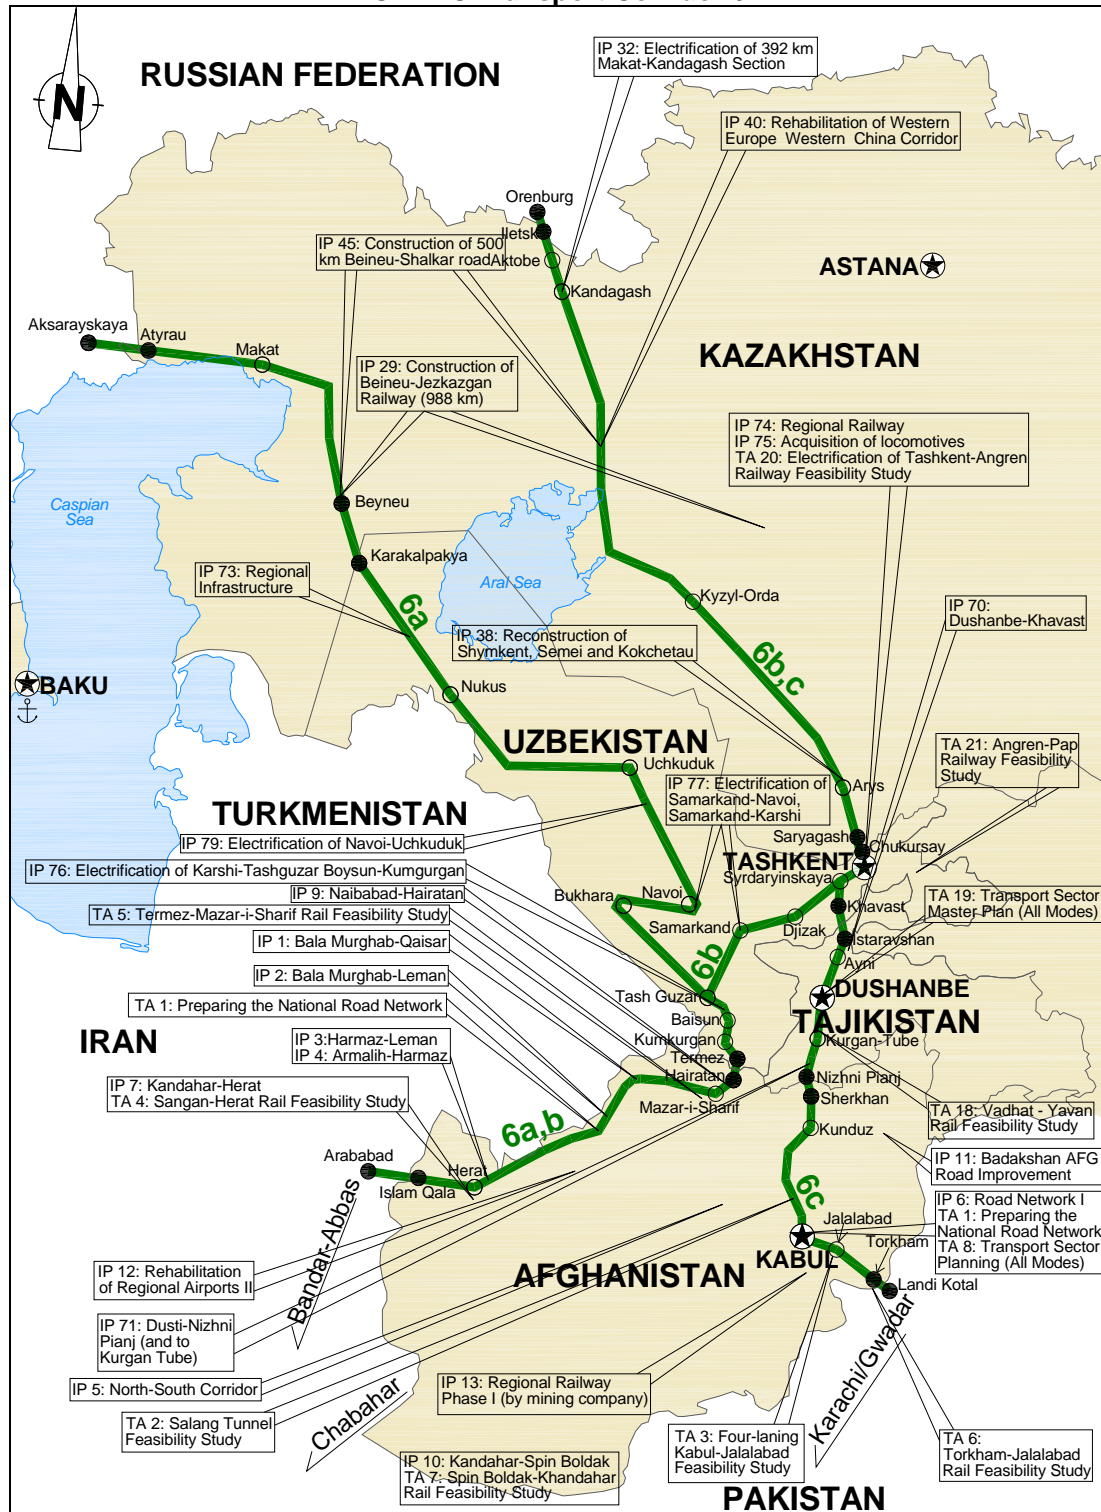 RUSSIAN FEDERATION
N
IP 32: Electrification of 392 km
Makat-Kandagash Section
IP 40: Rehabilitation of Western
Europe Western China Corridor
Orenburg
Iletsk
Aktobe
Kandagash
IP 45: Construction of 500
km Beineu-Shalkar road
ASTANA
Aksarayskaya
Atyrau
Makat
KAZAKHSTAN
IP 29: Construction of
Beineu-Jezkazgan
Railway (988 km)
IP 74: Regional Railway
IP 75: Acquisition of locomotives
TA 20: Electrification of Tashkent-Angren
Railway Feasibility Study
Caspian
Sea
Beyneu
Karakalpakya
Aral Sea
IP 73: Regional
Infrastructure
6a
Kyzyl-Orda
IP 70:
Dushanbe-Khavast
IP 38: Reconstruction of
Shymkent, Semei and Kokchetau
6b,c
BAKU
Nukus
UZBEKISTAN
Uchkuduk
TA 21: Angren-Pap
Railway Feasibility
Study
IP 77: Electrification of
Samarkand-Navoi,
Samarkand-Karshi
Arys
TURKMENISTAN
IP 79: Electrification of Navoi-Uchkuduk
Saryagash
Chukursay
TASHKENT
IP 76: Electrification of Karshi-Tashguzar Boysun-Kumgurgan
Syrdaryinskaya
IP 9: Naibabad-Hairatan
Bukhara
Navoi
Khavast
TA 19: Transport Sector
Master Plan (All Modes)
TA 5: Termez-Mazar-i-Sharif Rail Feasibility Study
Samarkand
Djizak
Istaravshan
IP 1: Bala Murghab-Qaisar
Ayni
6b
IP 2: Bala Murghab-Leman
TA 1: Preparing the National Road Network
Tash Guzar
DUSHANBE
Baisun
TAJIKISTAN
IRAN
IP 3:Harmaz-Leman
IP 4: Armalih-Harmaz
Kumkurgan
Kurgan-Tube
Termez
Hairatan
Nizhni Pianj
IP 7: Kandahar-Herat
TA 4: Sangan-Herat Rail Feasibility Study
Mazar-i-Sharif
Sherkhan
TA 18: Vadhat - Yavan
Rail Feasibility Study
6a,b
Kunduz
Arababad
Herat
Islam Qala
IP 11: Badakshan AFG
Road Improvement
6c
IP 6: Road Network I
TA 1: Preparing the
National Road Network
TA 8: Transport Sector
Planning (All Modes)
Jalalabad
Torkham
KABUL
Landi Kotal
Bandar-Abbas
IP 12: Rehabilitation
of Regional Airports II
AFGHANISTAN
IP 71: Dusti-Nizhni
Pianj (and to
Kurgan Tube)
IP 5: North-South Corridor
Karachi/Gwadar
Chabahar
IP 13: Regional Railway
Phase I (by mining company)
TA 2: Salang Tunnel
Feasibility Study
TA 3: Four-laning
Kabul-Jalalabad
Feasibility Study
TA 6:
Torkham-Jalalabad
Rail Feasibility Study
IP 10: Kandahar-Spin Boldak
TA 7: Spin Boldak-Khandahar
Rail Feasibility Study
PAKISTAN